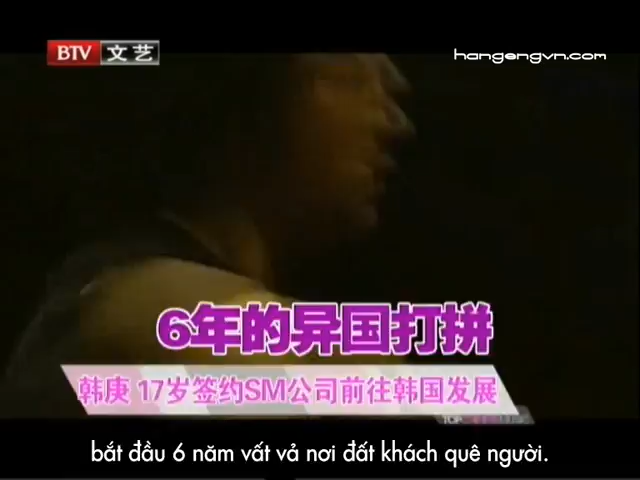 BTV 文艺
hangengvn.com
6年的异国打拼
韩庚 17岁签约SM公司前往韩国发展
TOP
bắt đầu 6 năm vất vả nơi đất khách quê người.